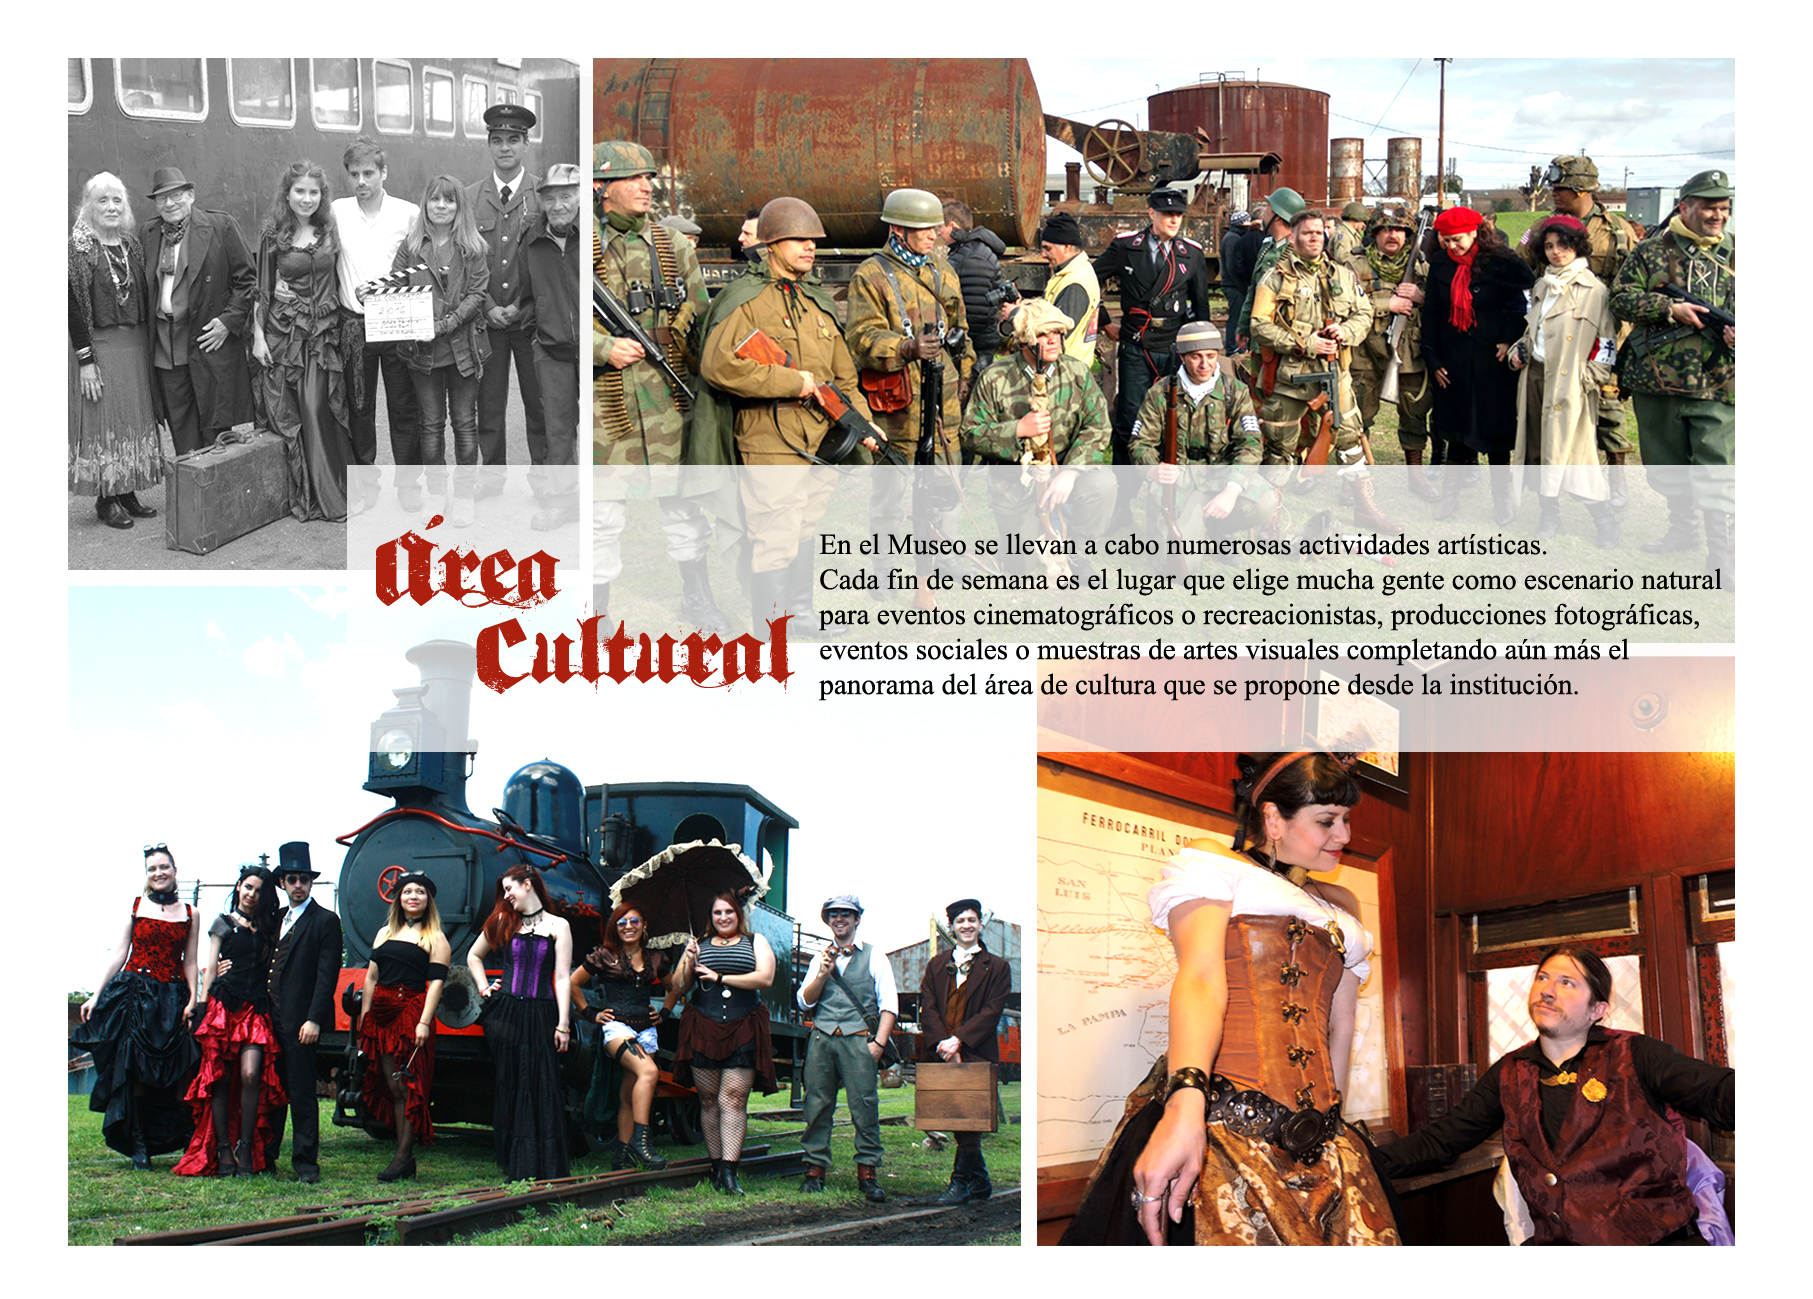 Área
Cultural
En el Museo se llevan a cabo numerosas actividades artísticas.
Cada fin de semana es el lugar que elige mucha gente como escenario natural
para eventos cinematográficos o recreacionistas, producciones fotográficas,
eventos sociales o muestras de artes visuales completando aún más el
panorama del área de cultura que se propone desde la institución.
FERROCARRIL
SAN
LUIS
LA PAMPA